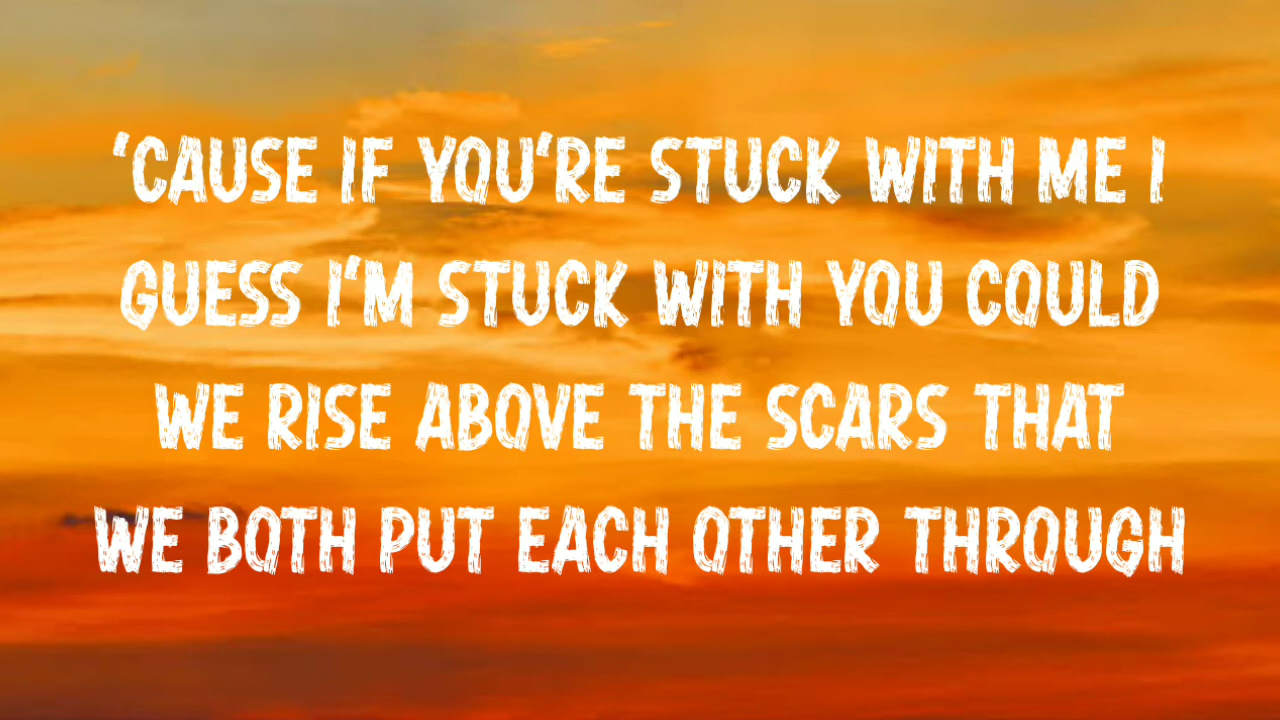 'CAUSE IF YOU'RE STUCK WITH ME I
GUESS I'M STUCK WITH YOU COULD
WE RISE ABOVE THE SCARS THAT
WE BOTH PUT EACH OTHER THROUGH